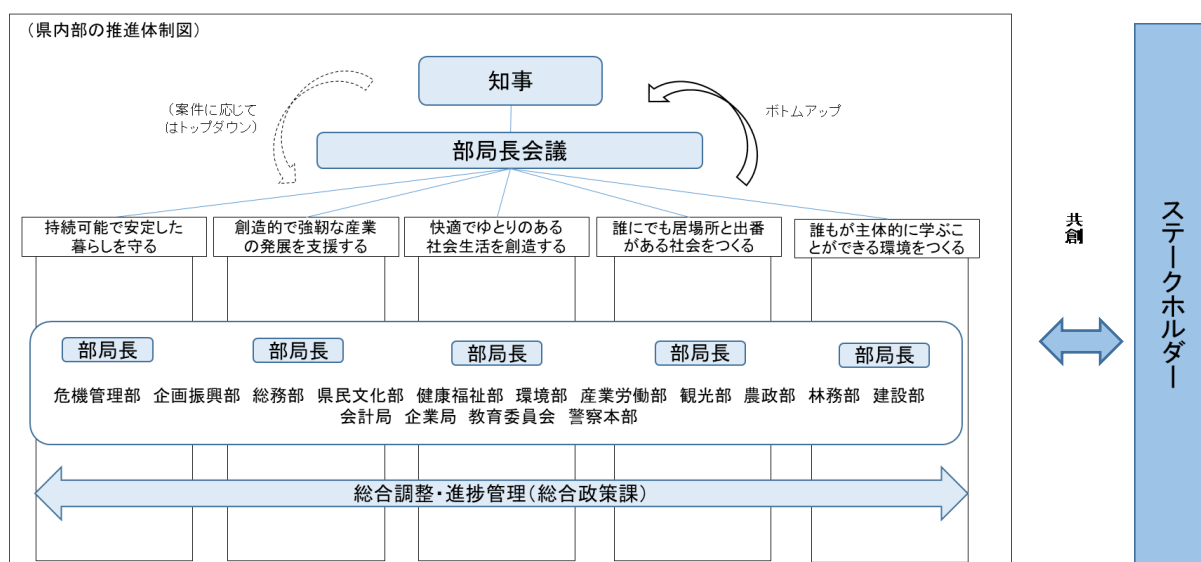 (県内部の推進体制図)
知事
(案件に応じて
はトップダウン)
ボトムアップ
部局長会議
持続可能で安定した
暮らしを守る
創造的で強靭な産業
の発展を支援する
快適でゆとりのある
社会生活を創造する
誰にでも居場所と出番
がある社会をつくる
誰もが主体的に学ぶこ
とができる環境をつくる
部局長
部局長
部局長
部局長
部局長
危機管理部 企画振興部 総務部 県民文化部 健康福祉部 環境部 産業労働部 観光部 農政部 林務部 建設部
会計局 企業局 教育委員会 警察本部
総合調整・進捗管理(総合政策課)
共創
ステークホルダー